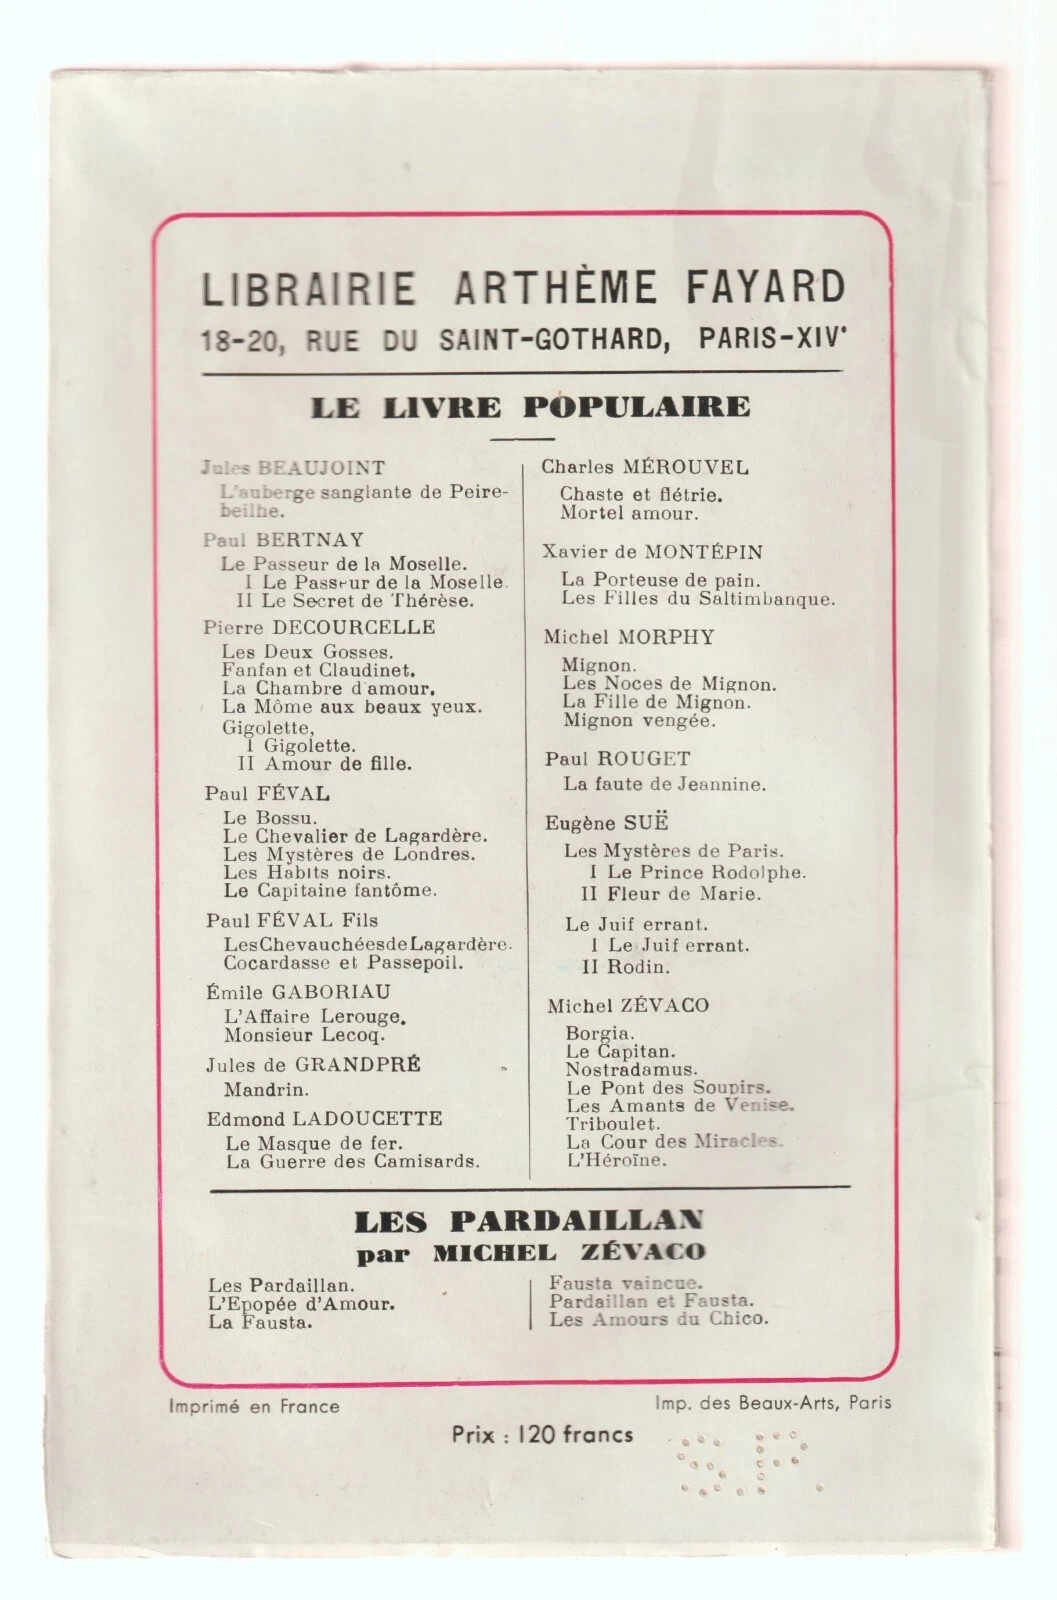 LIBRAIRIE ARTHÈME FAYARD
18-20, RUE DU SAINT-GOTHARD, PARIS-XIVᵉ
LE LIVRE POPULAIRE
Jules BEAUJOINT
L'auberge sanglante de Peire-
beilhe.
Paul BERTNAY
Le Passeur de la Moselle.
I Le Passeur de la Moselle.
II Le Secret de Thérèse.
Pierre DECOURCELLE
Les Deux Gosses.
Fanfan et Claudinet.
La Chambre d'amour.
La Môme aux beaux yeux.
Gigolette,
I Gigolette.
II Amour de fille.
Paul FÉVAL
Le Bossu.
Le Chevalier de Lagardère.
Les Mystères de Londres.
Les Habits noirs.
Le Capitaine fantôme.
Paul FÉVAL Fils
Les Chevauchées de Lagardère.
Cocardasse et Passepoil.
Émile GABORIAU
L'Affaire Lerouge.
Monsieur Lecoq.
Jules de GRANDPRÉ
Mandrin.
Edmond LADOUCETTE
Le Masque de fer.
La Guerre des Camisards.
Charles MÉROUVEL
Chaste et flétrie.
Mortel amour.
Xavier de MONTÉPIN
La Porteuse de pain.
Les Filles du Saltimbanque.
Michel MORPHY
Mignon.
Les Noces de Mignon.
La Fille de Mignon.
Mignon vengée.
Paul ROUGET
La faute de Jeannine.
Eugène SUË
Les Mystères de Paris.
I Le Prince Rodolphe.
II Fleur de Marie.
Le Juif errant.
I Le Juif errant.
II Rodin.
Michel ZÉVACO
Borgia.
Le Capitan.
Nostradamus.
Le Pont des Soupirs.
Les Amants de Venise.
Triboulet.
La Cour des Miracles.
L'Héroïne.
LES PARDAILLAN
par MICHEL ZÉVACO
Les Pardaillan.
L'Epopée d'Amour.
La Fausta.
Fausta vaincue.
Pardaillan et Fausta.
Les Amours du Chico.
Imprimé en France
Imp. des Beaux-Arts, Paris
Prix : 120 francs
S.P.